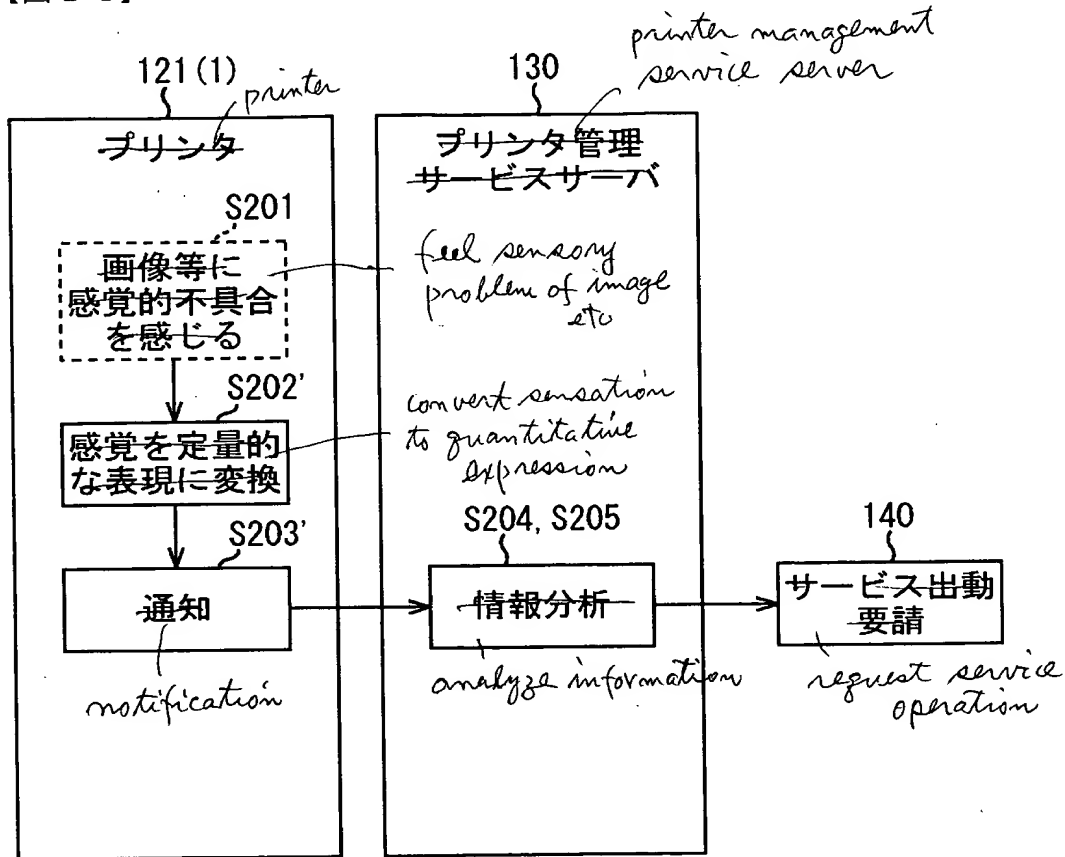 printer management
service server
121(1)
printer
130
プリンタ
プリンタ管理
サービスサーバ
S201
画像等に
感覚的不具合
を感じる
feel sensory
problem of image
etc
S202'
感覚を定量的
な表現に変換
convert sensation
to quantitative
expression
S203'
通知
notification
S204, S205
情報分析
analyze information
140
サービス出動
要請
request service
operation